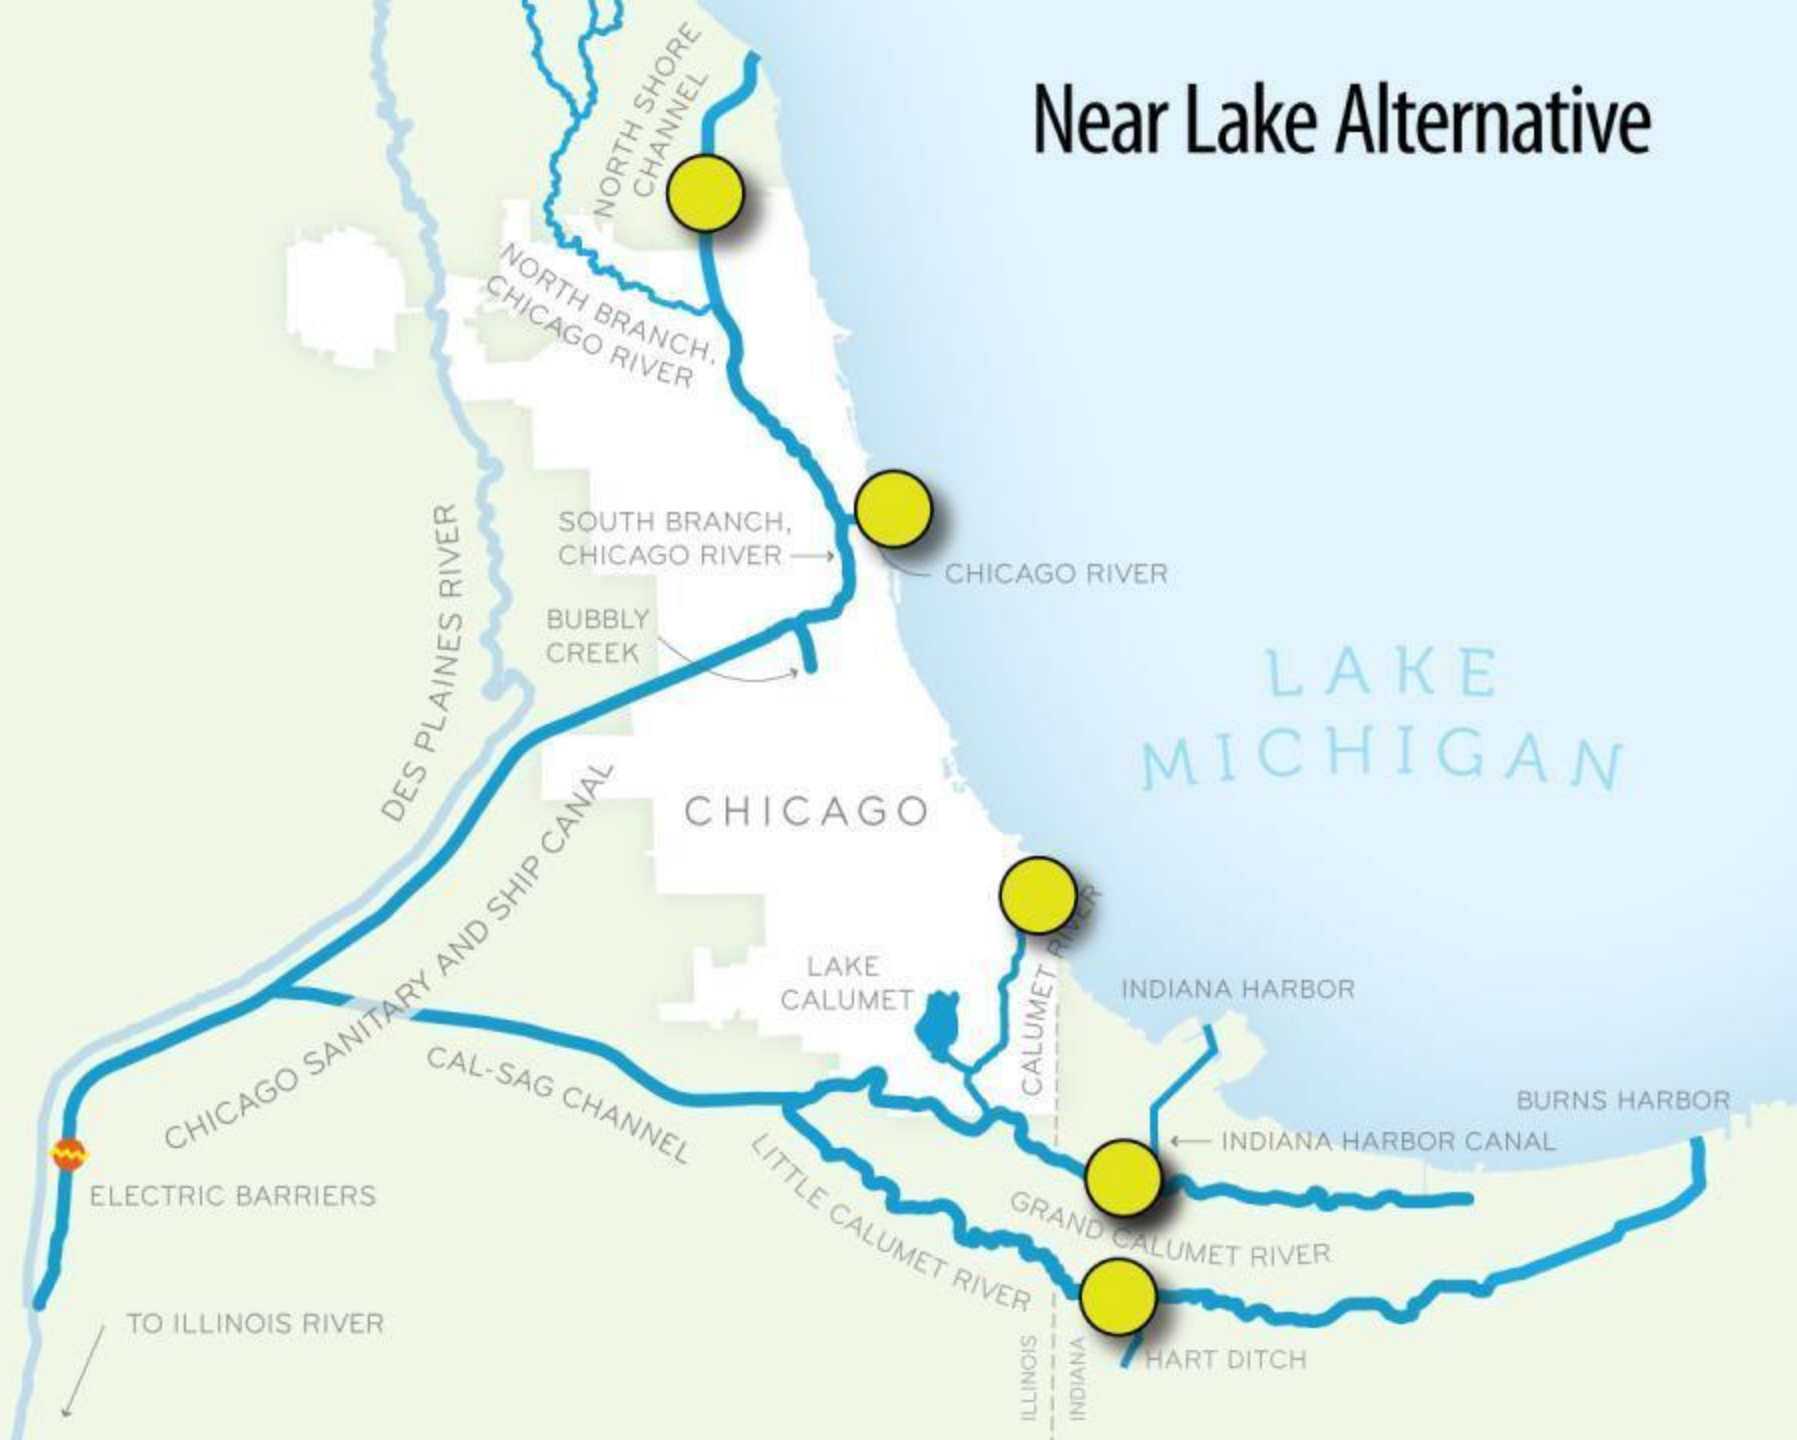 NORTH SHORE
CHANNEL
Near Lake Alternative
NORTH BRANCH,
CHICAGO RIVER
SOUTH BRANCH,
CHICAGO RIVER
CHICAGO RIVER
BUBBLY
CREEK
DES PLAINES RIVER
LAKE
MICHIGAN
CHICAGO
CHICAGO SANITARY AND SHIP CANAL
LAKE
CALUMET
CALUMET RIVER
INDIANA HARBOR
BURNS HARBOR
INDIANA HARBOR CANAL
CAL-SAG CHANNEL
LITTLE CALUMET RIVER
GRAND CALUMET RIVER
ELECTRIC BARRIERS
TO ILLINOIS RIVER
HART DITCH
ILLINOIS
INDIANA